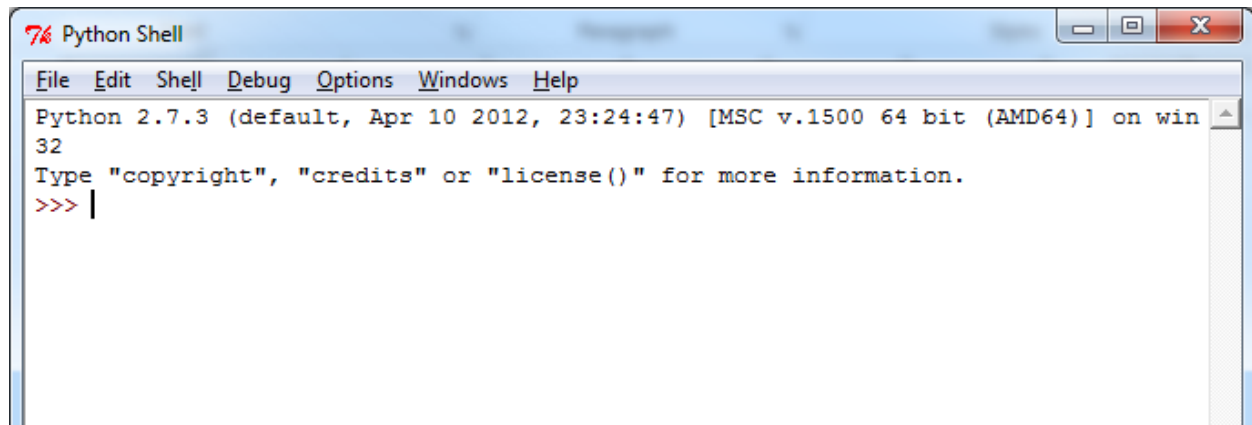 Python Shell
File Edit Shell Debug Options Windows Help
Python 2.7.3 (default, Apr 10 2012, 23:24:47) [MSC v.1500 64 bit (AMD64)] on win
32
Type "copyright", "credits" or "license()" for more information.
>>>